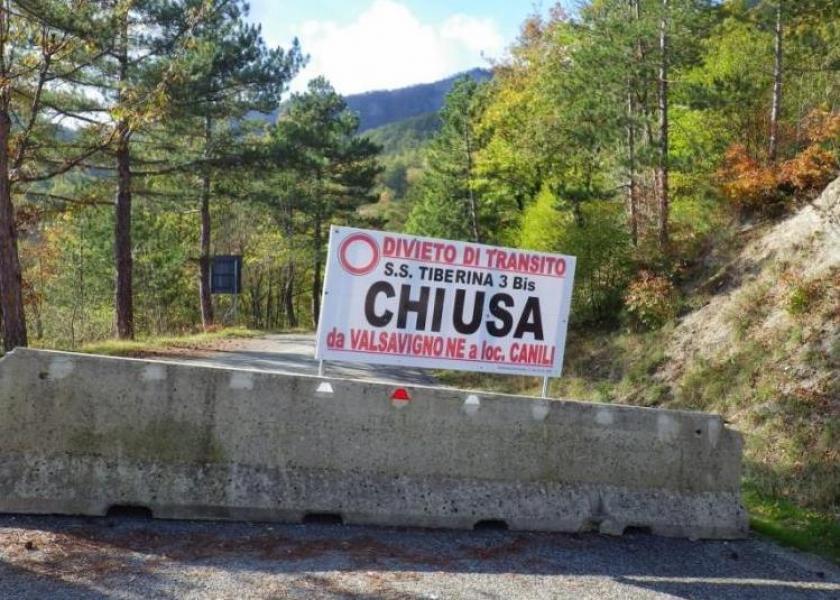 DIVIETO DI TRANSITO
S.S. TIBERINA 3 Bis
CHIUSA
da VALSAVIGNONE a loc. CANILI